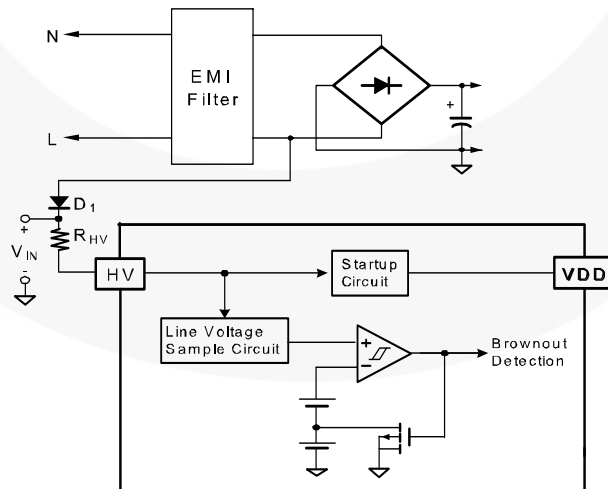 N
EMI
Filter
L
+
D1
+
VIN
-
RHV
HV
Startup
Circuit
VDD
Line Voltage
Sample Circuit
+
−
Brownout
Detection